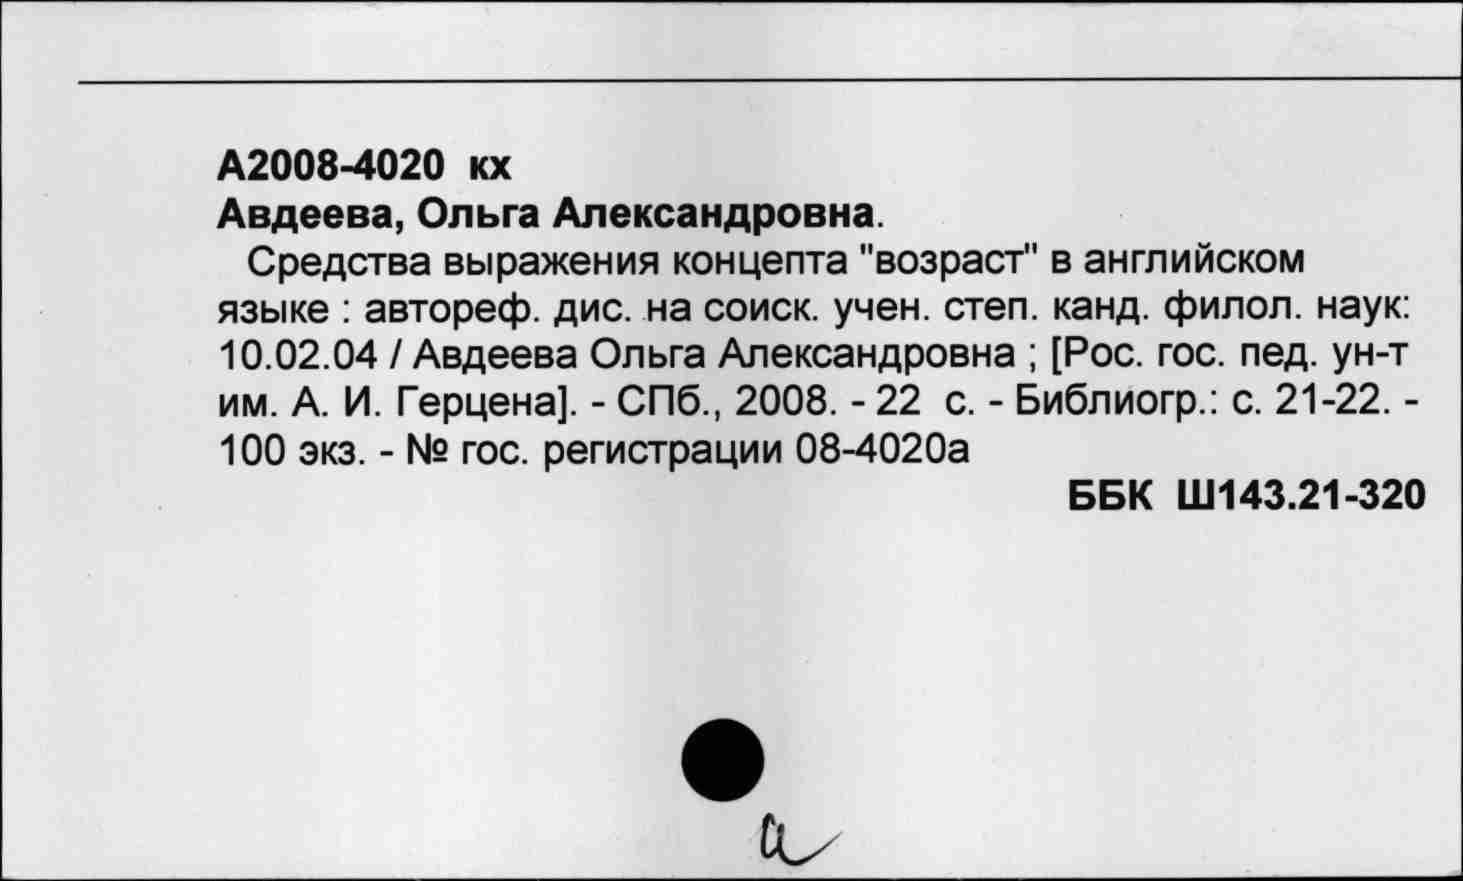 А2008-4020 кх
Авдеева, Ольга Александровна.
Средства выражения концепта "возраст" в английском
языке : автореф. дис. на соиск. учен. степ. канд. филол. наук:
10.02.04 / Авдеева Ольга Александровна ; [Рос. гос. пед. ун-т
им. А. И. Герцена]. - СПб., 2008. - 22 с. - Библиогр.: с. 21-22. -
100 экз. - № гос. регистрации 08-4020а
ББК Ш143.21-320